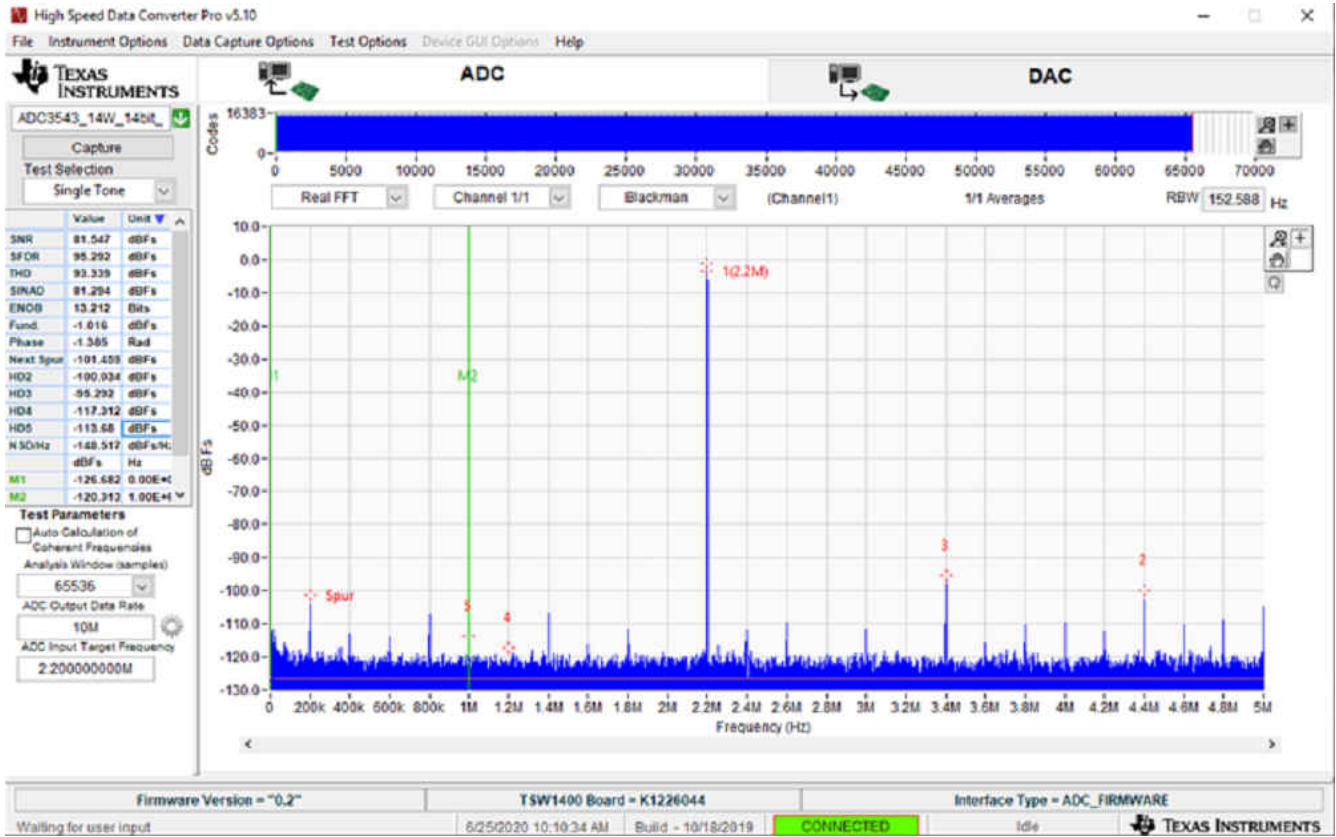 High Speed Data Converter Pro v5.10
File Instrument Options Data Capture Options Test Options Device GUI Options Help
TEXAS INSTRUMENTS
ADC
DAC
ADC3543_14W_14bit_
Capture
Test Selection
Single Tone
Value Unit
SNR 81.547 dBFs
SFDR 95.292 dBFs
THD 93.339 dBFs
SINAD 81.294 dBFs
ENOB 13.212 Bits
Fund. -1.016 dBFs
Phase -1.385 Rad
Next Spur -101.459 dBFs
HD2 -100.034 dBFs
HD3 -95.292 dBFs
HD4 -117.312 dBFs
HD5 -113.68 dBFs
NSD/Hz -148.517 dBFs/Hz
dBFs Hz
M1 -126.682 0.00E+0
M2 -120.313
Test Parameters
Auto Calculation of
Coherent Frequencies
Analysis Window (samples)
65536
ADC Output Data Rate
10M
ADC Input Target Frequency
2.200000000M
Codes
16383
0
0 5000 10000 15000 20000 25000 30000 35000 40000 45000 50000 55000 60000 65000 70000
Real FFT Channel 1/1 Blackman (Channel1) 1/1 Averages RBW 152.588 Hz
10.0
0.0
-10.0
-20.0
-30.0
-40.0
-50.0
-60.0
-70.0
-80.0
-90.0
-100.0
-110.0
-120.0
-130.0
dB Fs
1(2.2M)
M2
3
2
Spur
5
4
0 200k 400k 600k 800k 1M 1.2M 1.4M 1.6M 1.8M 2M 2.2M 2.4M 2.6M 2.8M 3M 3.2M 3.4M 3.6M 3.8M 4M 4.2M 4.4M 4.6M 4.8M 5M
Frequency (Hz)
Firmware Version = "0.2" TSW1400 Board = K1226044 Interface Type = ADC_FIRMWARE
Waiting for user input 6/25/2020 10:10:34 AM Build - 10/18/2019 CONNECTED Idle TEXAS INSTRUMENTS